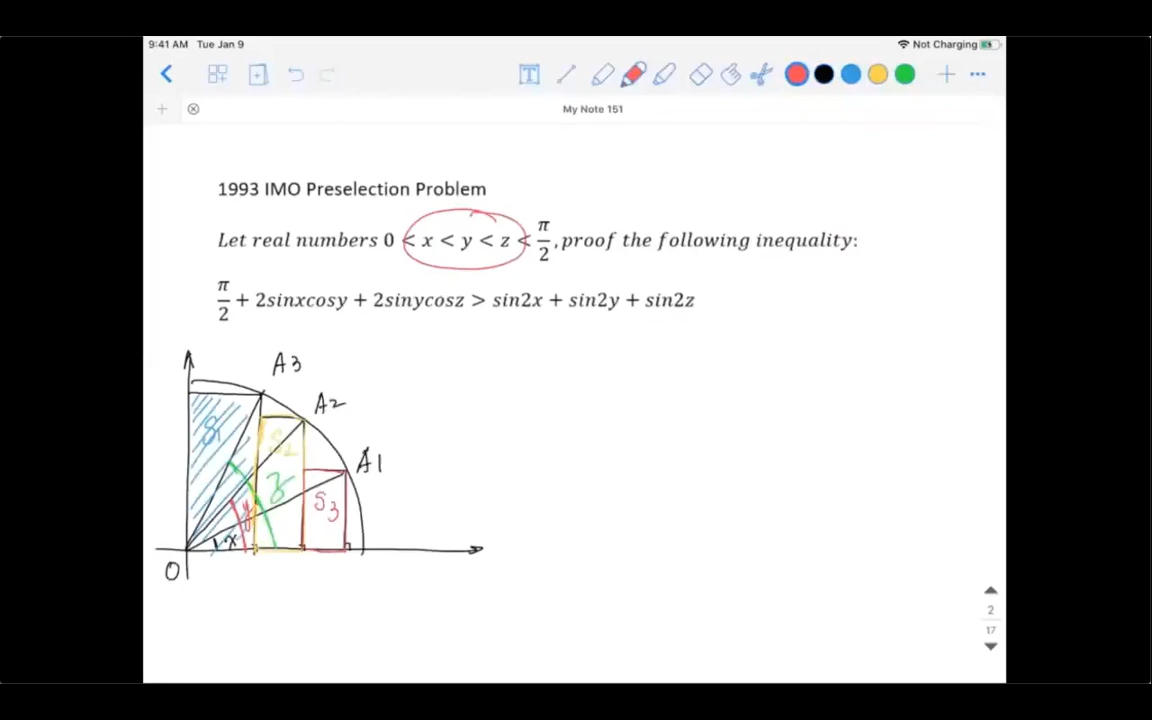 9:41 AM Tue Jan 9
Not Charging
My Note 151
1993 IMO Preselection Problem
Let real numbers 0 < x < y < z < π/2, proof the following inequality:
π/2 + 2sinxcosy + 2sinycosz > sin2x + sin2y + sin2z
A3
A2
A1
S1
S2
S3
z
y
x
O
2
17